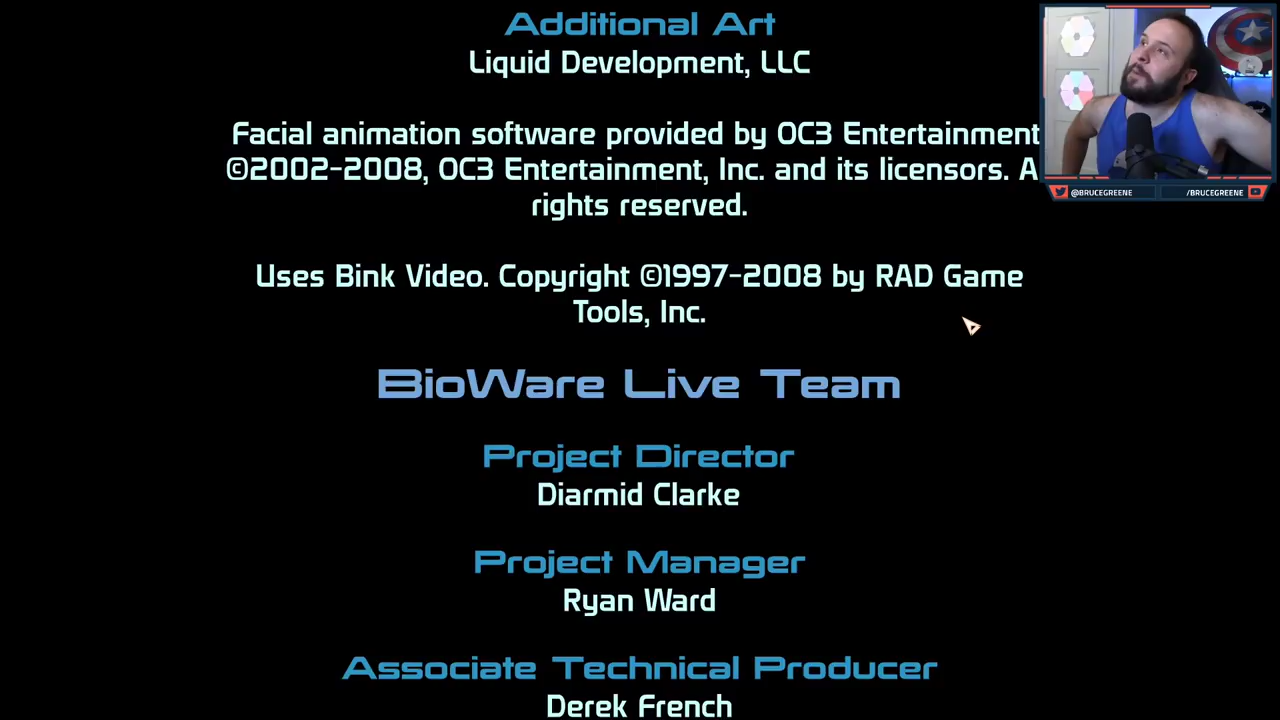 Additional Art
Liquid Development, LLC
Facial animation software provided by OC3 Entertainment
©2002-2008, OC3 Entertainment, Inc. and its licensors. A
rights reserved.
Uses Bink Video. Copyright ©1997-2008 by RAD Game
Tools, Inc.
BioWare Live Team
Project Director
Diarmid Clarke
Project Manager
Ryan Ward
Associate Technical Producer
Derek French
@BRUCEGREENE
/BRUCEGREENE